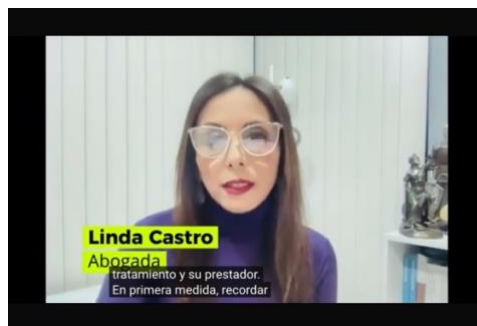 Linda Castro
Abogada
tratamiento y su prestador.
En primera medida, recordar